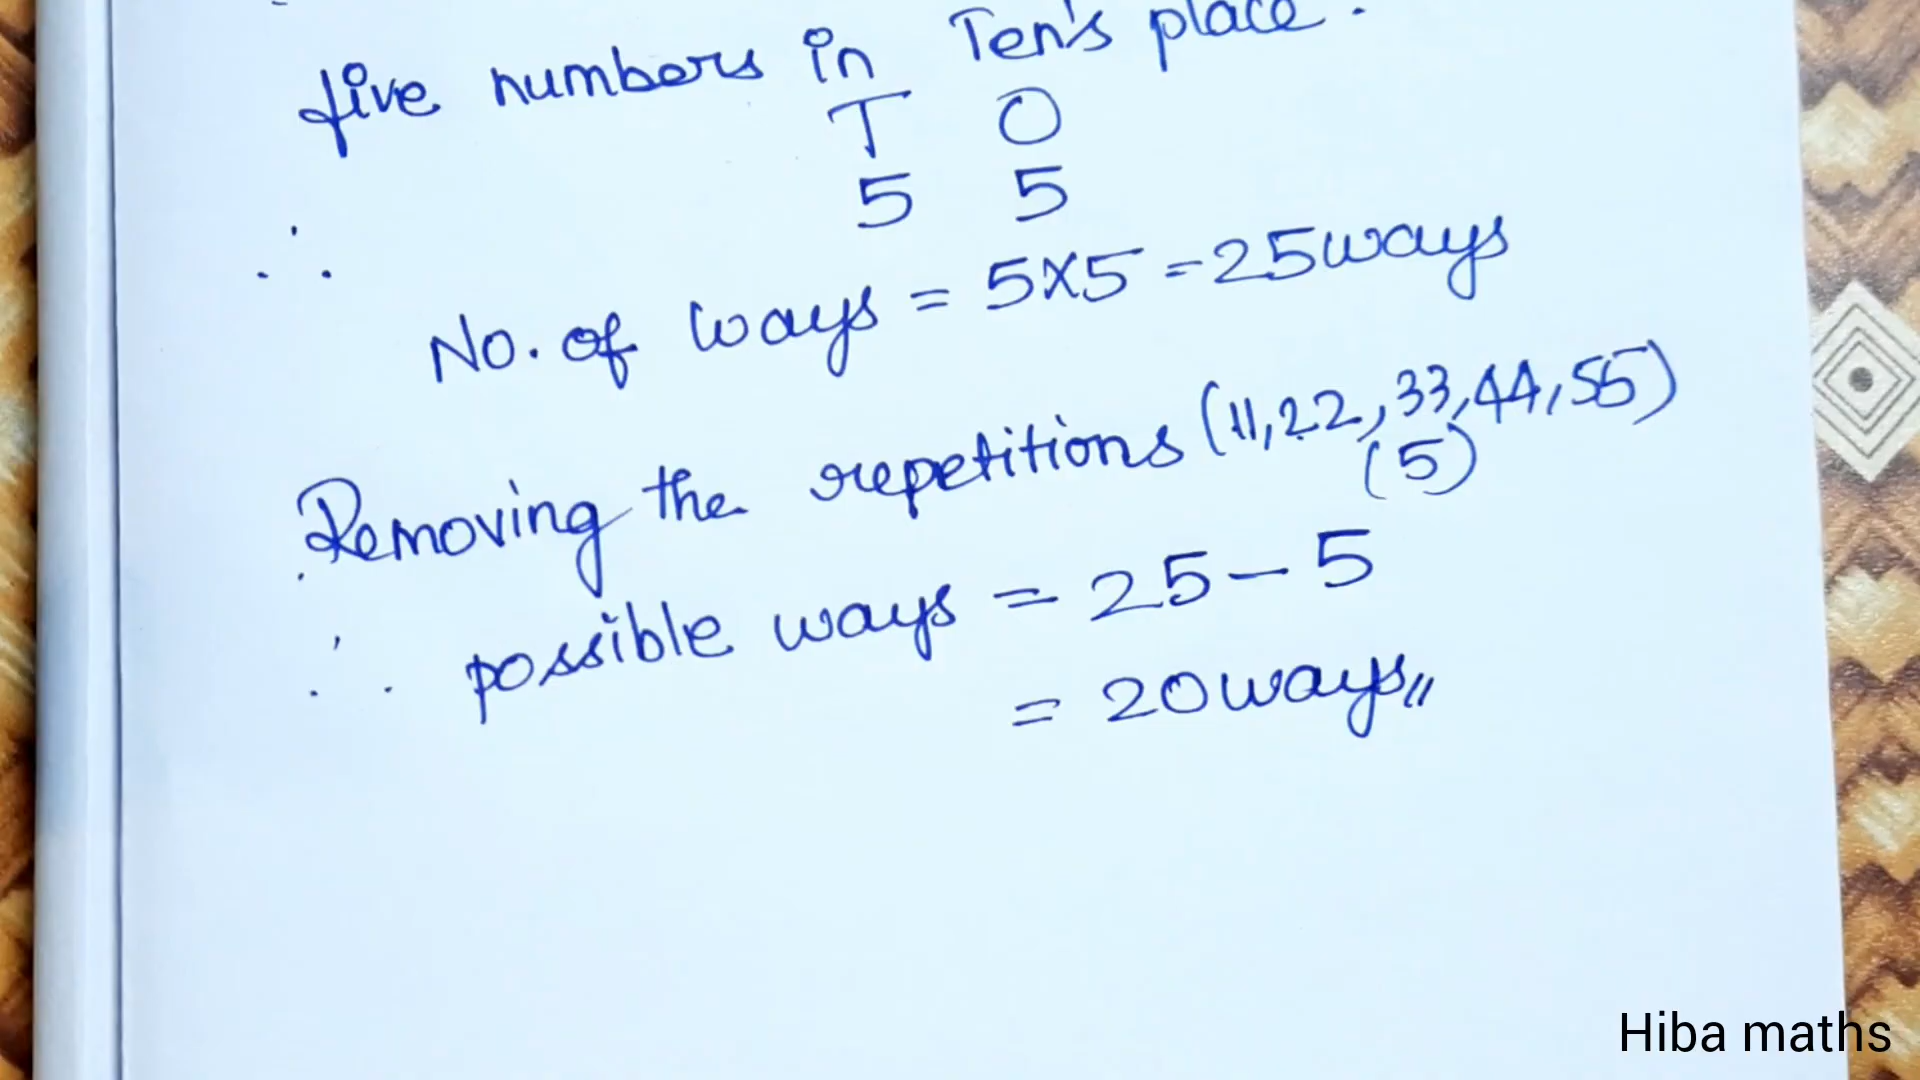 five numbers in Ten's place.
T O
5 5
∴
No. of ways = 5×5 = 25 ways
Removing the repetitions (11,22,33,44,55)
(5)
∴ possible ways = 25 - 5
= 20 ways,,
Hiba maths